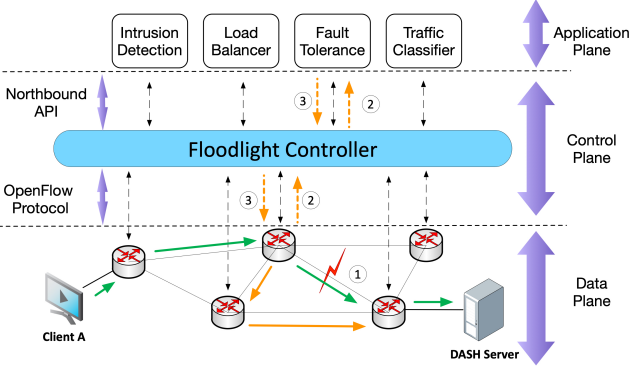 Intrusion
Detection
Load
Balancer
Fault
Tolerance
Traffic
Classifier
Application
Plane
Northbound
API
3
2
Floodlight Controller
Control
Plane
OpenFlow
Protocol
3
2
1
Data
Plane
Client A
DASH Server